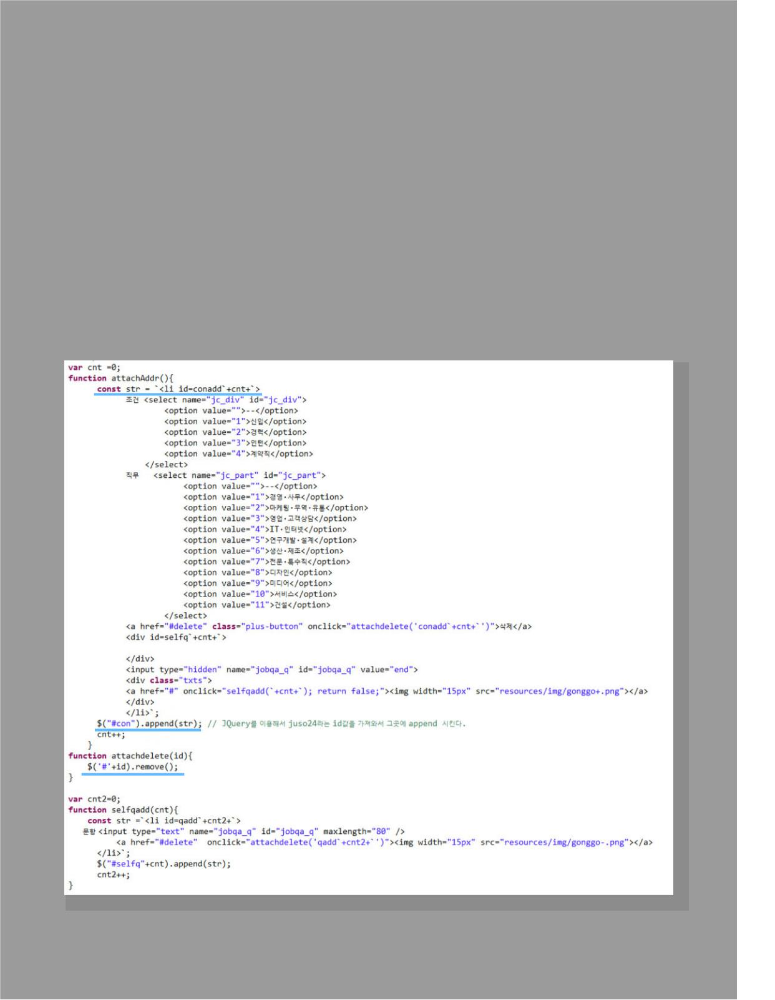 var cnt =0;
function attachAddr(){
const str = `<li id=conadd`+cnt+`>
조건 <select name="jc_div" id="jc_div">
<option value="">--</option>
<option value="1">신입</option>
<option value="2">경력</option>
<option value="3">인턴</option>
<option value="4">계약직</option>
</select>
직무 <select name="jc_part" id="jc_part">
<option value="">--</option>
<option value="1">경영·사무</option>
<option value="2">마케팅·무역·유통</option>
<option value="3">영업·고객상담</option>
<option value="4">IT·인터넷</option>
<option value="5">연구개발·설계</option>
<option value="6">생산·제조</option>
<option value="7">전문·특수직</option>
<option value="8">디자인</option>
<option value="9">미디어</option>
<option value="10">서비스</option>
<option value="11">건설</option>
</select>
<a href="#delete" class="plus-button" onclick="attachdelete('conadd`+cnt+`')">삭제</a>
<div id=selfq`+cnt+`>
</div>
<input type="hidden" name="jobqa_q" id="jobqa_q" value="end">
<div class="txts">
<a href="#" onclick="selfqadd(`+cnt+`); return false;"><img width="15px" src="resources/img/gonggo+.png"></a>
</div>
</li>`;
$("#con").append(str); // JQuery를 이용해서 juso24라는 id값을 가져와서 그곳에 append 시킨다.
cnt++;
}
function attachdelete(id){
$('#'+id).remove();
}
var cnt2=0;
function selfqadd(cnt){
const str =`<li id=qadd`+cnt2+`>
문항 <input type="text" name="jobqa_q" id="jobqa_q" maxlength="80" />
<a href="#delete" onclick="attachdelete('qadd`+cnt2+`')"><img width="15px" src="resources/img/gonggo-.png"></a>
</li>`;
$("#selfq"+cnt).append(str);
cnt2++;
}